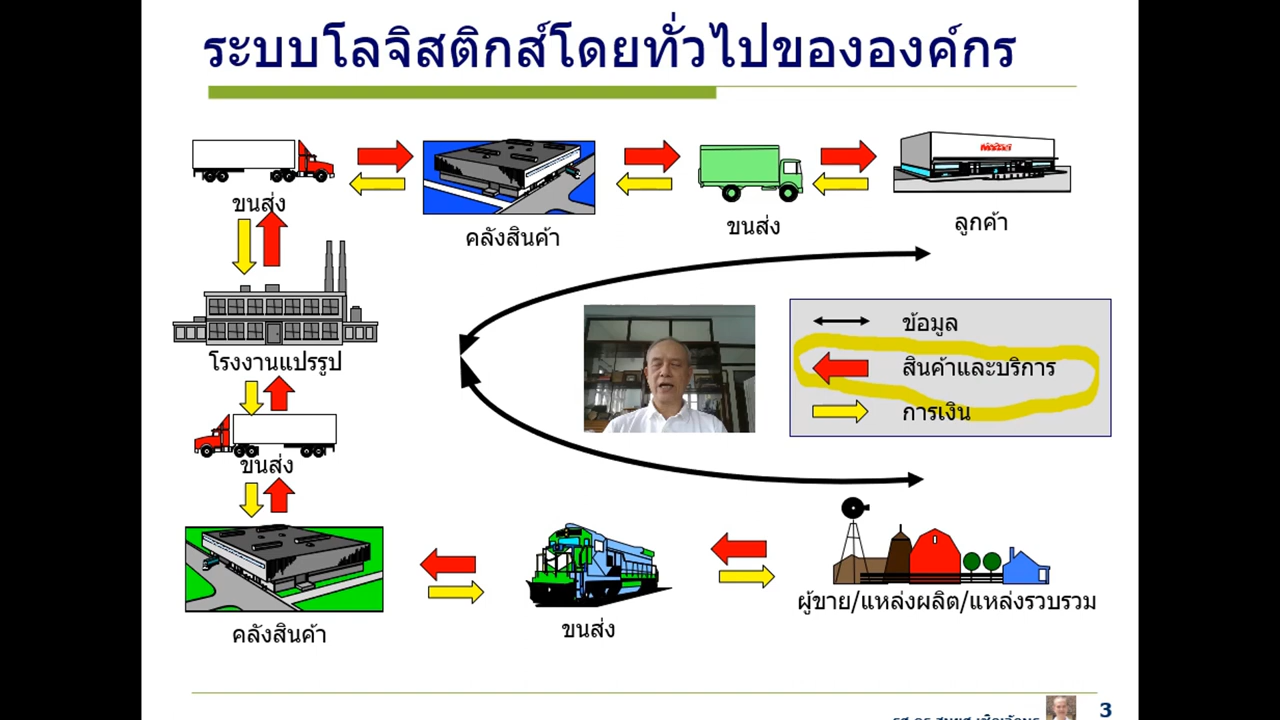 ระบบโลจิสติกส์โดยทั่วไปขององค์กร
ขนส่ง
คลังสินค้า
ขนส่ง
ลูกค้า
ข้อมูล
สินค้าและบริการ
การเงิน
โรงงานแปรรูป
ขนส่ง
คลังสินค้า
ขนส่ง
ผู้ขาย/แหล่งผลิต/แหล่งรวบรวม
3